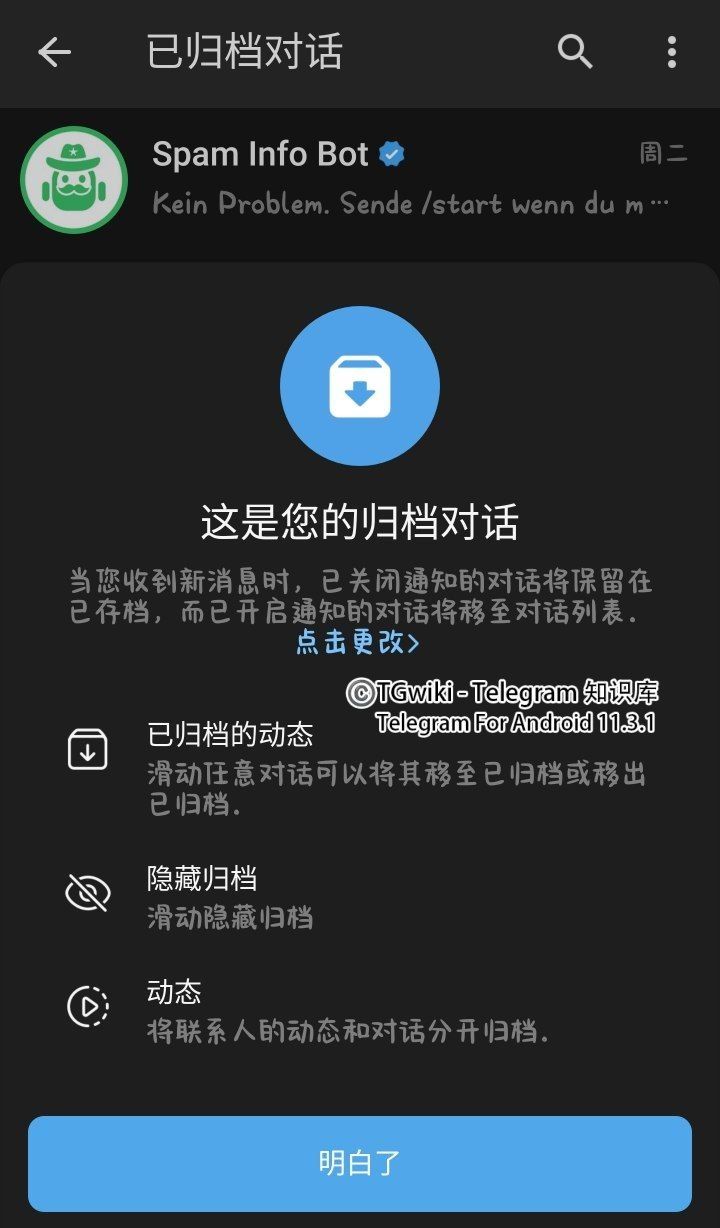 已归档对话
Spam Info Bot
周二
Kein Problem. Sende /start wenn du m…
这是您的归档对话
当您收到新消息时，已关闭通知的对话将保留在
已存档，而已开启通知的对话将移至对话列表.
点击更改>
©TGwiki - Telegram 知识库
Telegram For Android 11.3.1
已归档的动态
滑动任意对话可以将其移至已归档或移出
已归档.
隐藏归档
滑动隐藏归档
动态
将联系人的动态和对话分开归档.
明白了